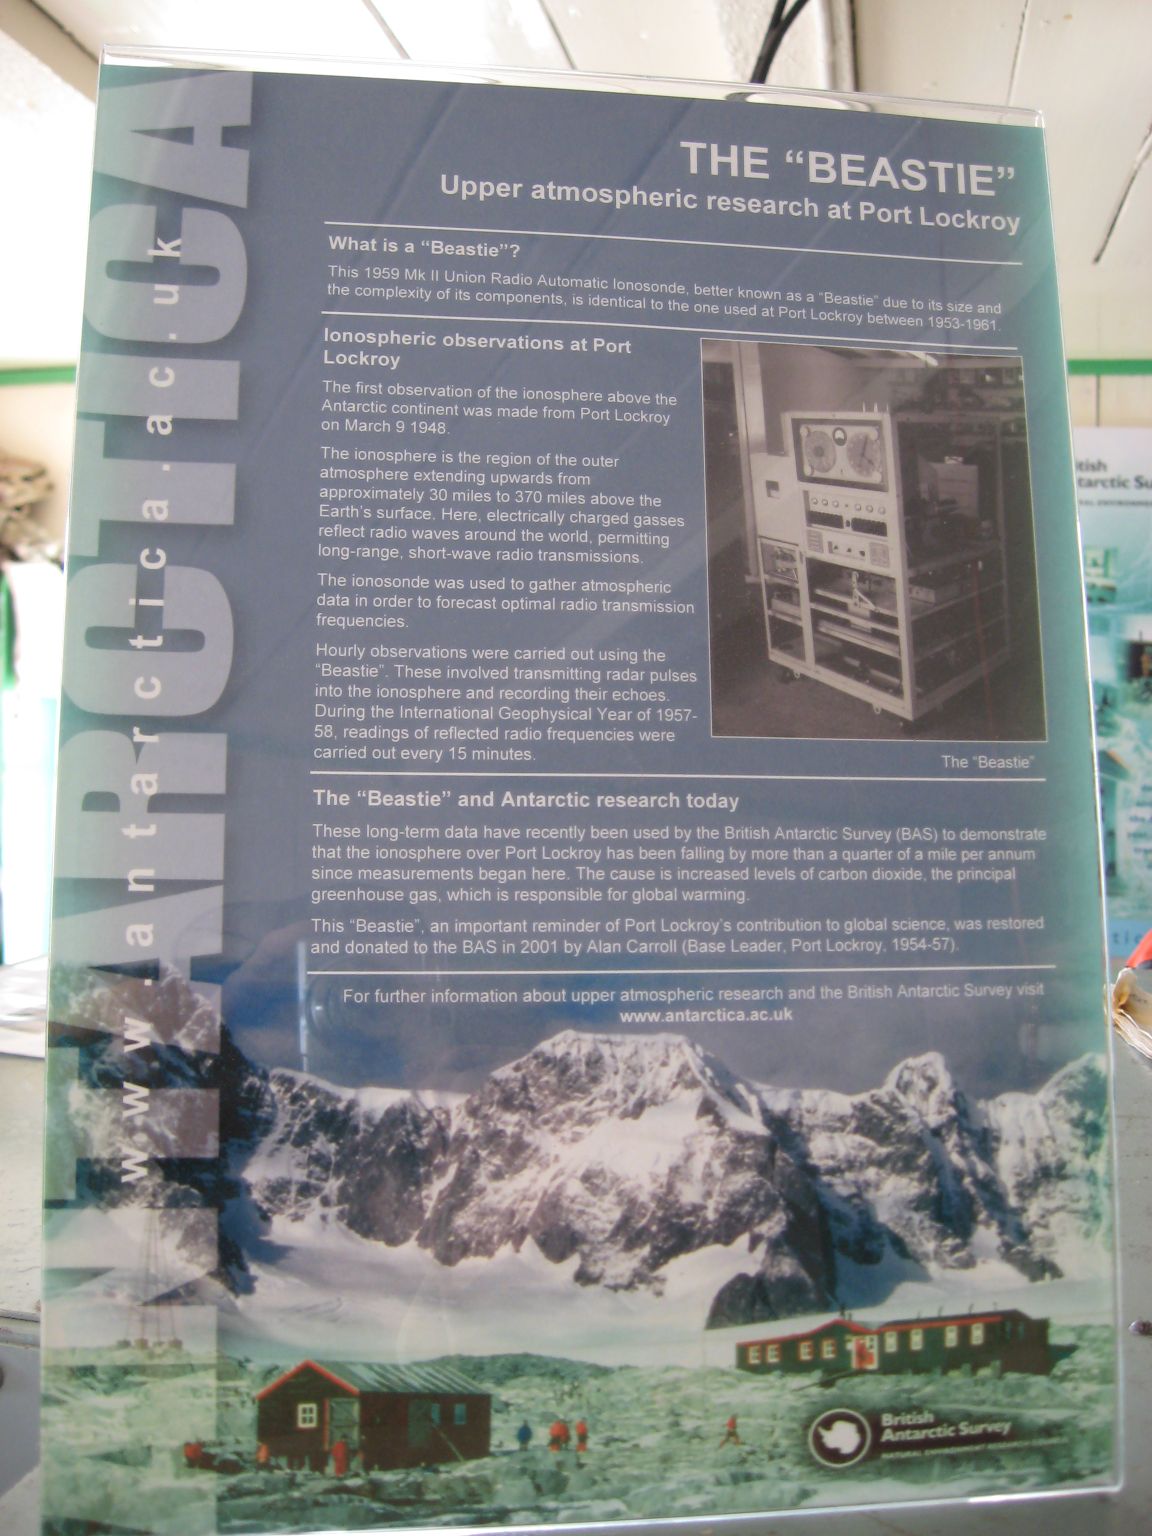 THE “BEASTIE”
Upper atmospheric research at Port Lockroy
What is a “Beastie”?
This 1959 Mk II Union Radio Automatic Ionosonde, better known as a “Beastie” due to its size and
the complexity of its components, is identical to the one used at Port Lockroy between 1953-1961.
Ionospheric observations at Port
Lockroy
The first observation of the ionosphere above the
Antarctic continent was made from Port Lockroy
on March 9 1948.
The ionosphere is the region of the outer
atmosphere extending upwards from
approximately 30 miles to 370 miles above the
Earth’s surface. Here, electrically charged gasses
reflect radio waves around the world, permitting
long-range, short-wave radio transmissions.
The ionosonde was used to gather atmospheric
data in order to forecast optimal radio transmission
frequencies.
Hourly observations were carried out using the
“Beastie”. These involved transmitting radar pulses
into the ionosphere and recording their echoes.
During the International Geophysical Year of 1957-
58, readings of reflected radio frequencies were
carried out every 15 minutes.
The “Beastie”
The “Beastie” and Antarctic research today
These long-term data have recently been used by the British Antarctic Survey (BAS) to demonstrate
that the ionosphere over Port Lockroy has been falling by more than a quarter of a mile per annum
since measurements began here. The cause is increased levels of carbon dioxide, the principal
greenhouse gas, which is responsible for global warming.
This “Beastie”, an important reminder of Port Lockroy’s contribution to global science, was restored
and donated to the BAS in 2001 by Alan Carroll (Base Leader, Port Lockroy, 1954-57).
For further information about upper atmospheric research and the British Antarctic Survey visit
www.antarctica.ac.uk
ANTARCTICA
www.antarctica.ac.uk
British
Antarctic Survey
NATURAL ENVIRONMENT RESEARCH COUNCIL